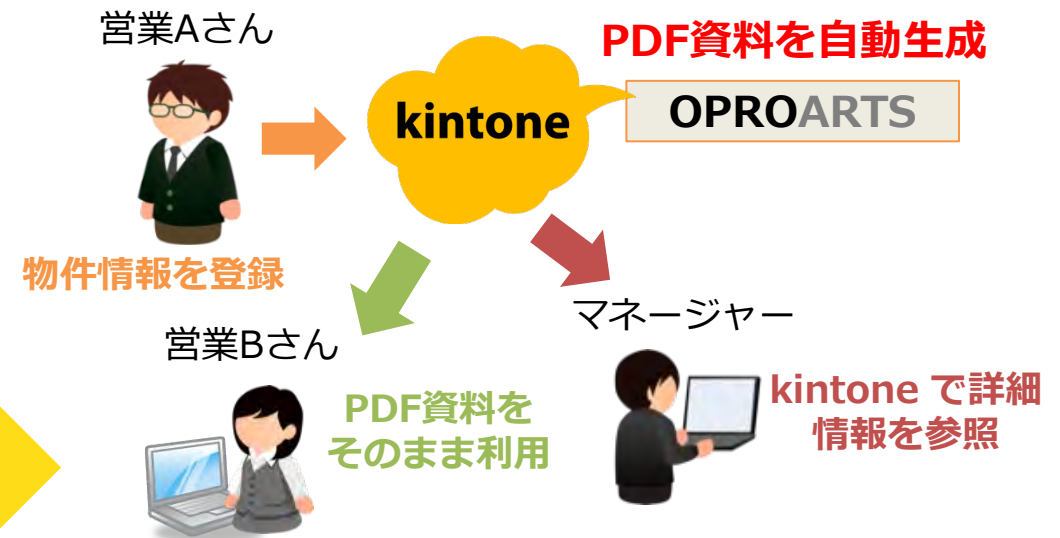 営業Aさん
PDF資料を自動生成
kintone
OPROARTS
物件情報を登録
マネージャー
営業Bさん
kintone で詳細
情報を参照
PDF資料を
そのまま利用